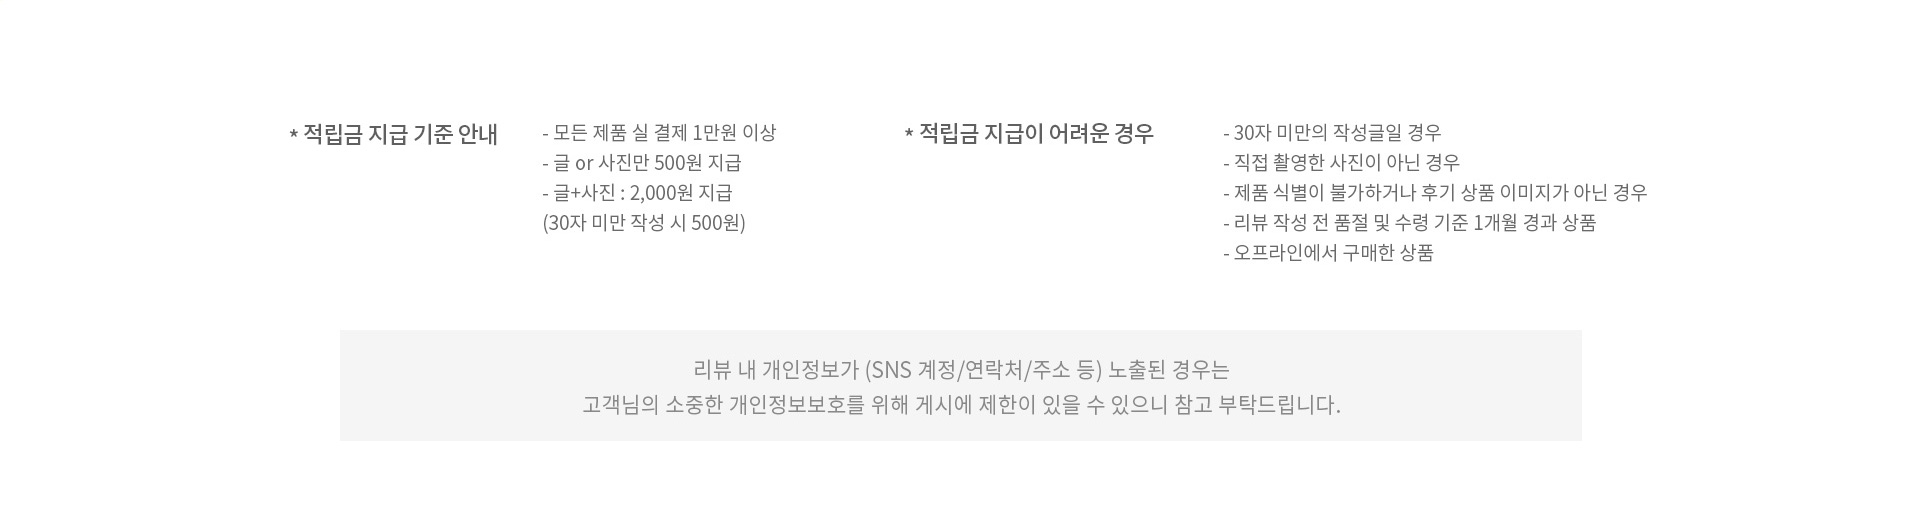 * 적립금 지급 기준 안내
- 모든 제품 실 결제 1만원 이상
- 글 or 사진만 500원 지급
- 글+사진 : 2,000원 지급
(30자 미만 작성 시 500원)
* 적립금 지급이 어려운 경우
- 30자 미만의 작성글일 경우
- 직접 촬영한 사진이 아닌 경우
- 제품 식별이 불가하거나 후기 상품 이미지가 아닌 경우
- 리뷰 작성 전 품절 및 수령 기준 1개월 경과 상품
- 오프라인에서 구매한 상품
리뷰 내 개인정보가 (SNS 계정/연락처/주소 등) 노출된 경우는
고객님의 소중한 개인정보보호를 위해 게시에 제한이 있을 수 있으니 참고 부탁드립니다.